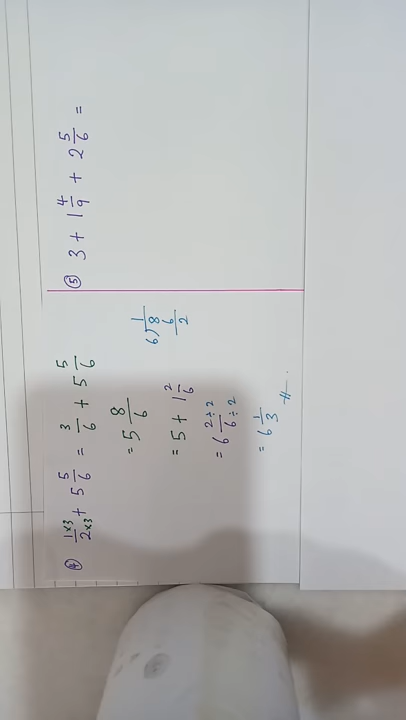 ④ 1×3/2×3 + 5 5/6 = 3/6 + 5 5/6
= 5 8/6
6)8
1
6
2
= 5 + 1 2/6
= 6 2÷2/6÷2
= 6 1/3 #
⑤ 3 + 1 4/9 + 2 5/6 =